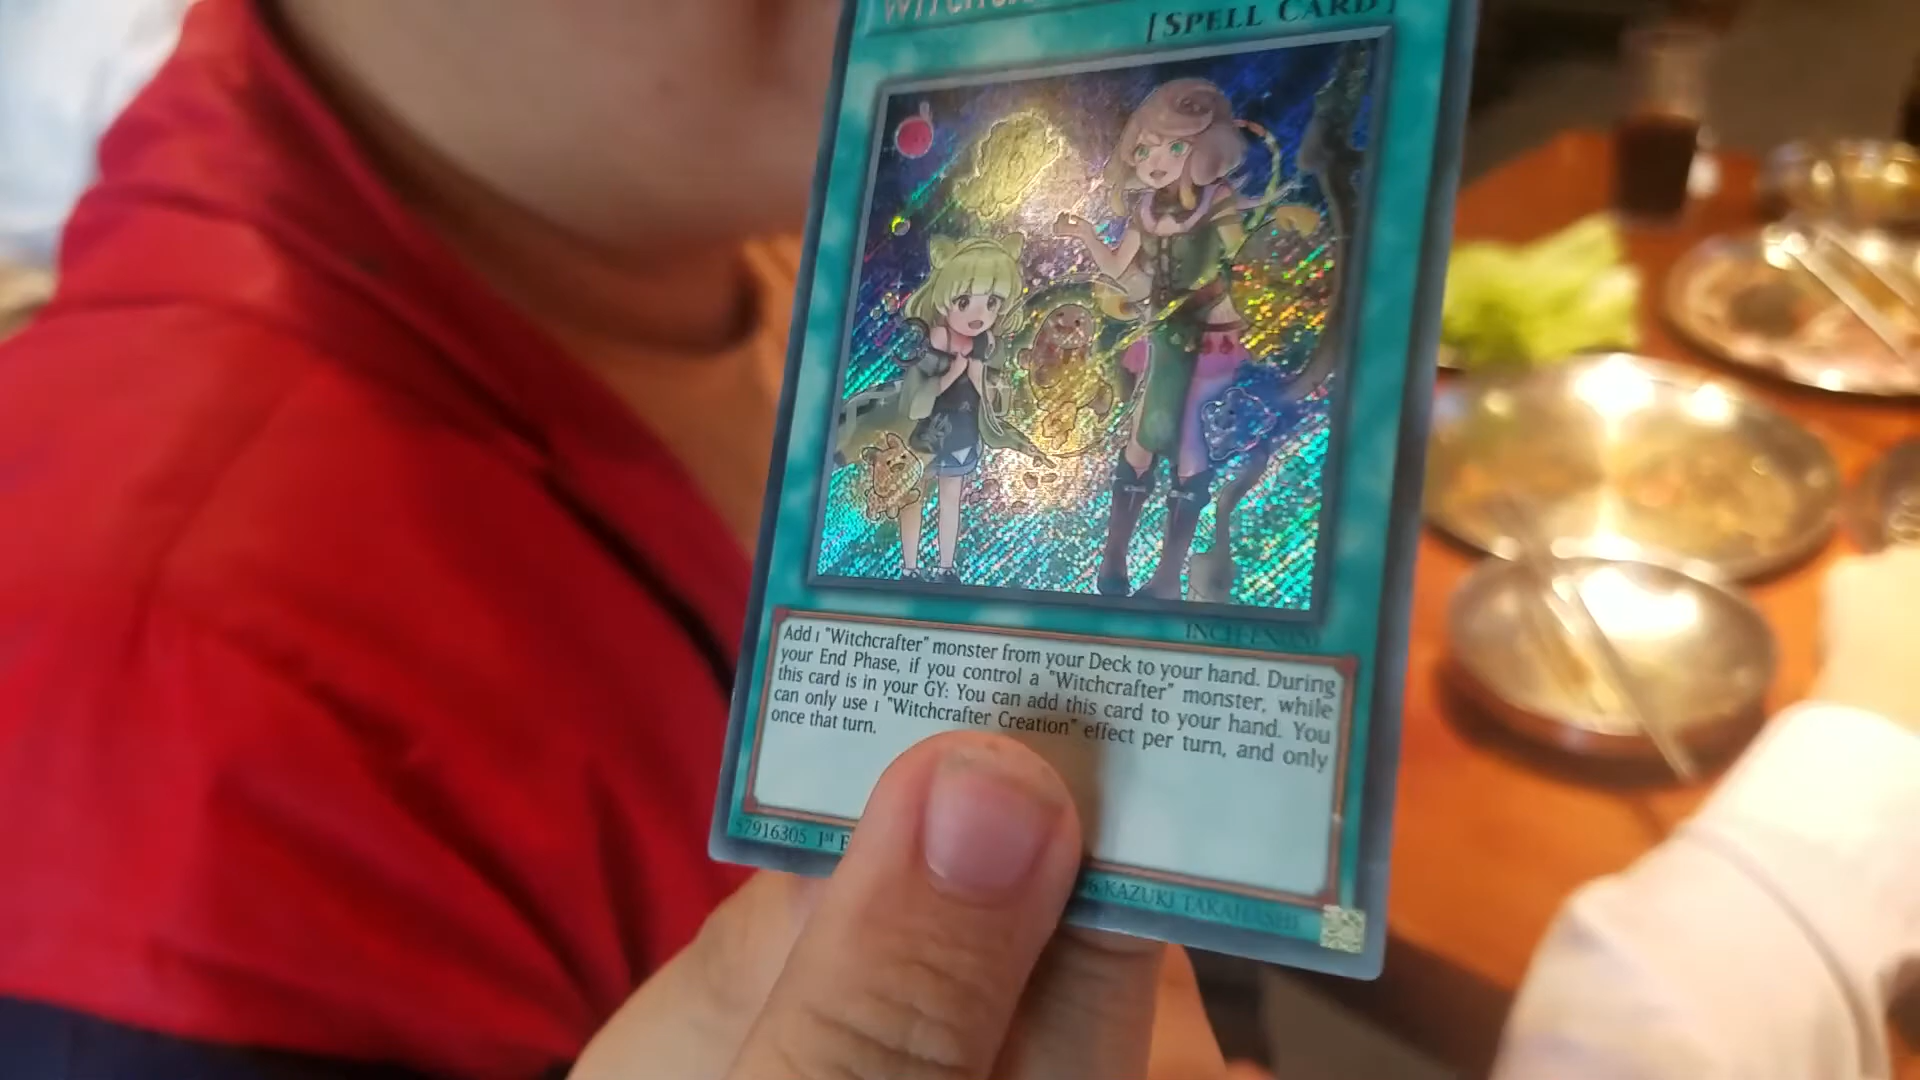 [SPELL CARD]
Add 1 "Witchcrafter" monster from your Deck to your hand. During
your End Phase, if you control a "Witchcrafter" monster, while
this card is in your GY: You can add this card to your hand. You
can only use 1 "Witchcrafter Creation" effect per turn, and only
once that turn.
57916305 1st E
KAZUKI TAKAHASHI